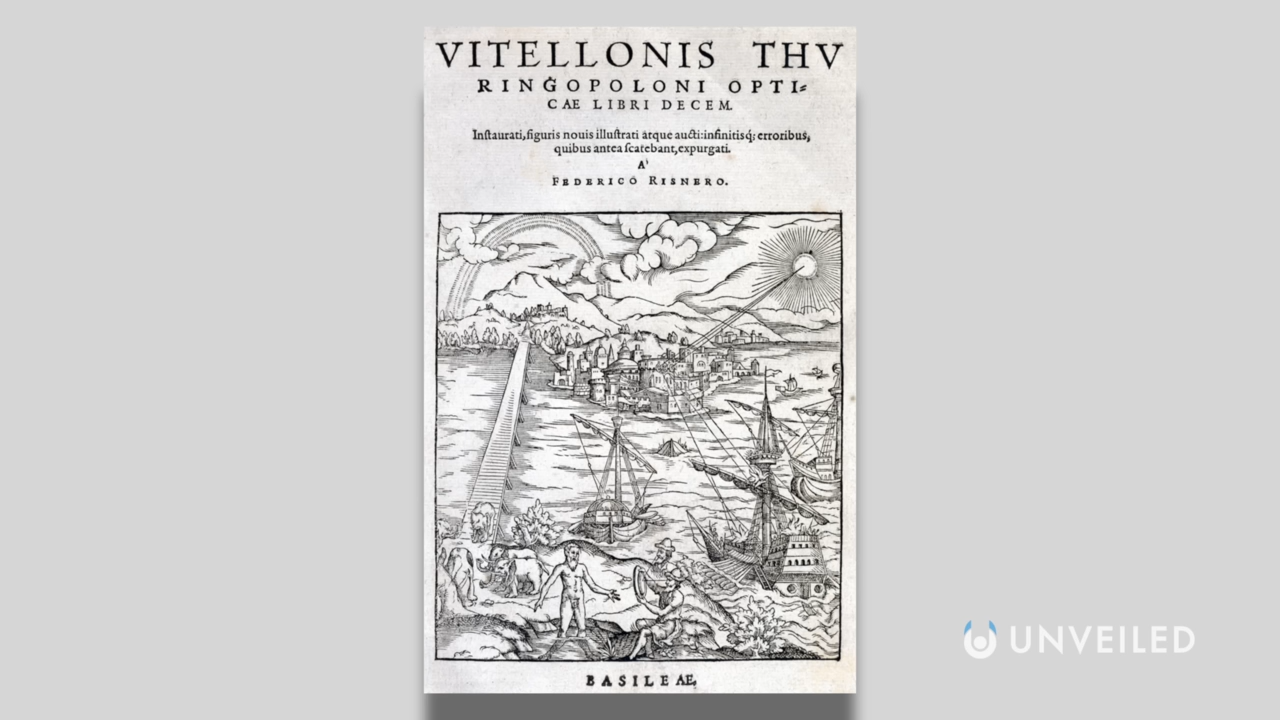 VITELLONIS THV
RINGOPOLONI OPTI=
CAE LIBRI DECEM.
Inſtaurati, figuris nouis illuſtrati atque aucti: infinitisq́; erroribus,
quibus antea ſcatebant, expurgati.
A'
FEDERICO RISNERO.
BASILEAE.
UNVEILED